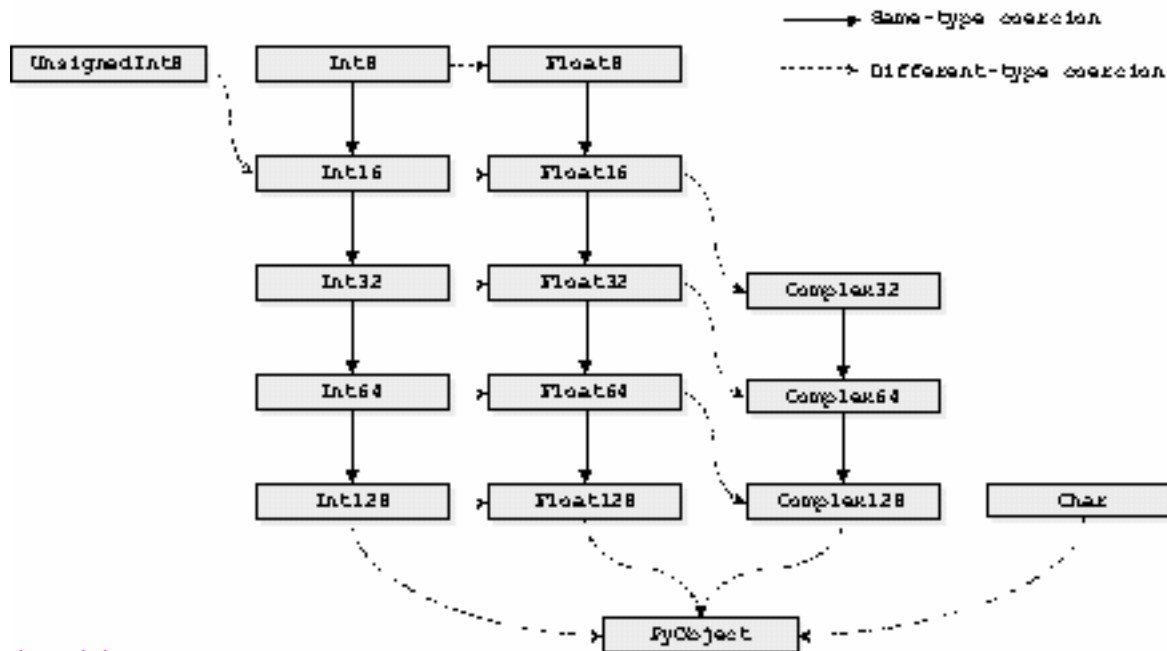 Same-type coercion
UnsignedInt8
Int8
Float8
Different-type coercion
Int16
Float16
Int32
Float32
Complex32
Int64
Float64
Complex64
Int128
Float128
Complex128
Char
PyObject